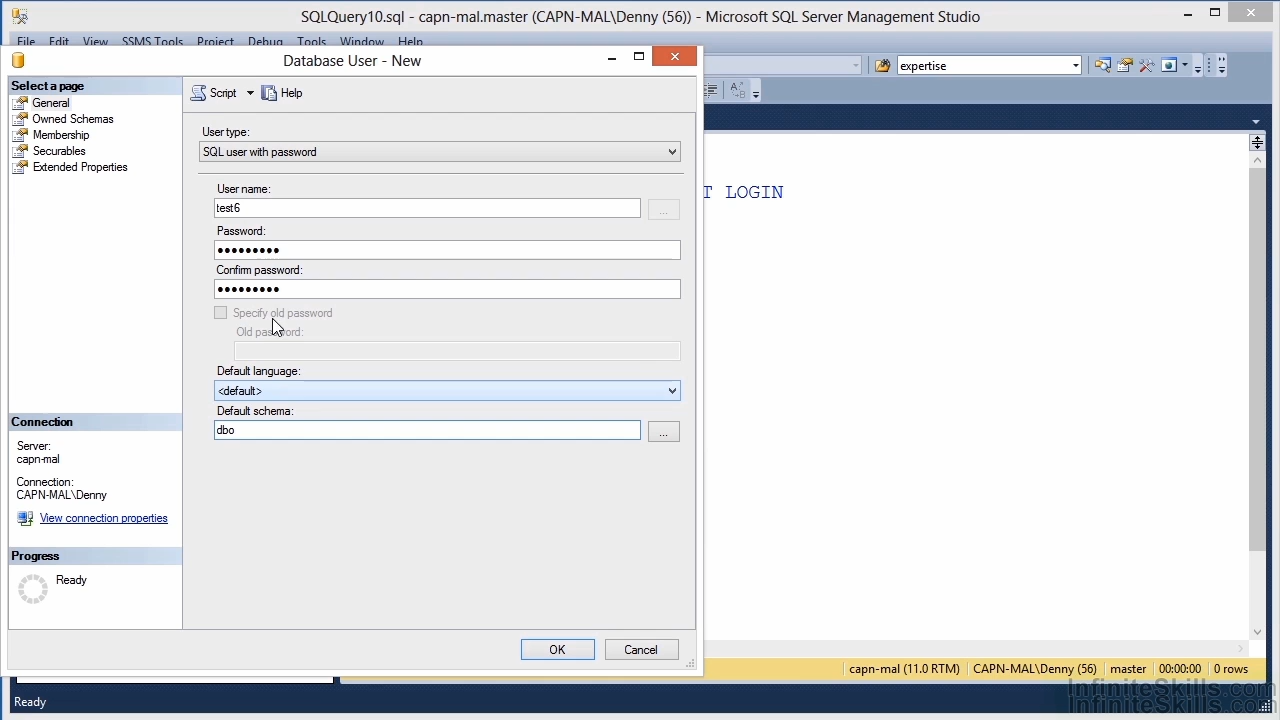 SQLQuery10.sql - capn-mal.master (CAPN-MAL\Denny (56)) - Microsoft SQL Server Management Studio
File Edit View SSMS Tools Project Debug Tools Window Help
Database User - New
expertise
Select a page
General
Owned Schemas
Membership
Securables
Extended Properties
Script Help
User type:
SQL user with password
T LOGIN
User name:
test6
...
Password:
●●●●●●●●●
Confirm password:
●●●●●●●●●
Specify old password
Old password:
Default language:
<default>
Default schema:
dbo
...
Connection
Server:
capn-mal
Connection:
CAPN-MAL\Denny
View connection properties
Progress
Ready
OK Cancel
capn-mal (11.0 RTM) CAPN-MAL\Denny (56) master 00:00:00 0 rows
Ready
InfiniteSkills.com
InfiniteSkills.com